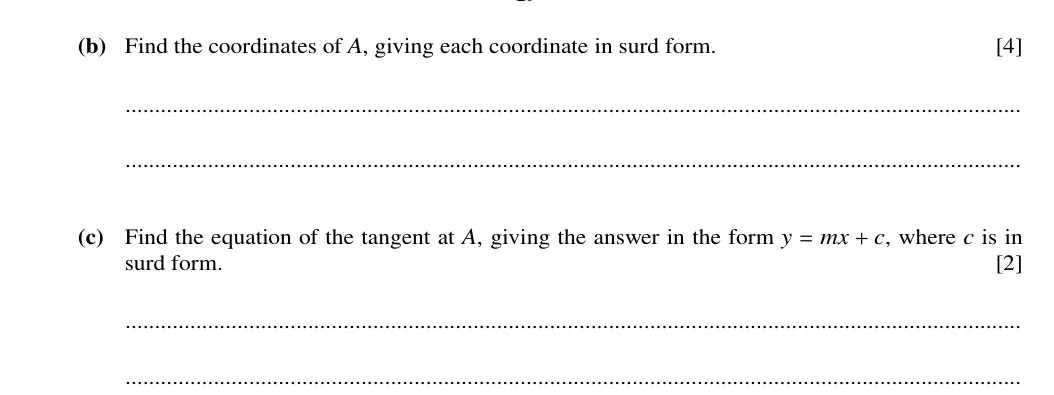 (b) Find the coordinates of A, giving each coordinate in surd form. [4]
(c) Find the equation of the tangent at A, giving the answer in the form y = mx + c, where c is in
surd form. [2]